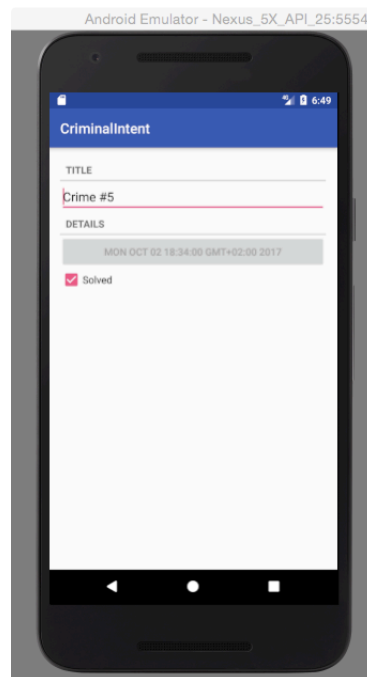 Android Emulator - Nexus_5X_API_25:5554
6:49
CriminalIntent
TITLE
Crime #5
DETAILS
MON OCT 02 18:34:00 GMT+02:00 2017
Solved